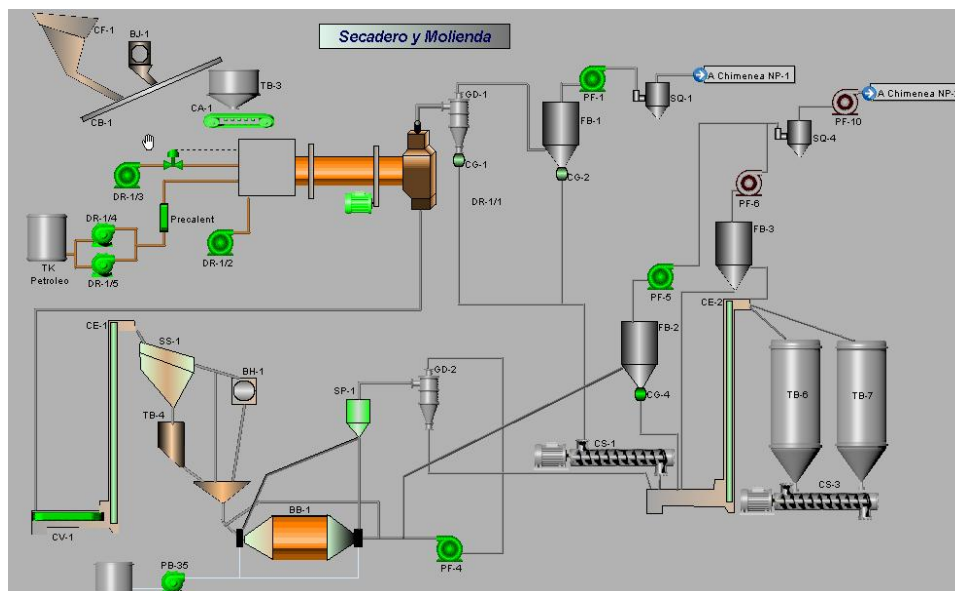 Secadero y Molienda
CF-1
BJ-1
CB-1
TB-3
CA-1
GD-1
CG-1
FB-1
CG-2
PF-1
SQ-1
A Chimenea NP-1
PF-10
A Chimenea NP-
SQ-4
DR-1/3
DR-1/1
Precalent
DR-1/4
DR-1/5
DR-1/2
TK
Petroleo
PF-6
FB-3
PF-5
CE-2
FB-2
CG-4
TB-6
TB-7
CE-1
SS-1
BH-1
TB-4
SP-1
GD-2
CS-1
CS-3
CV-1
BB-1
PF-4
PB-35